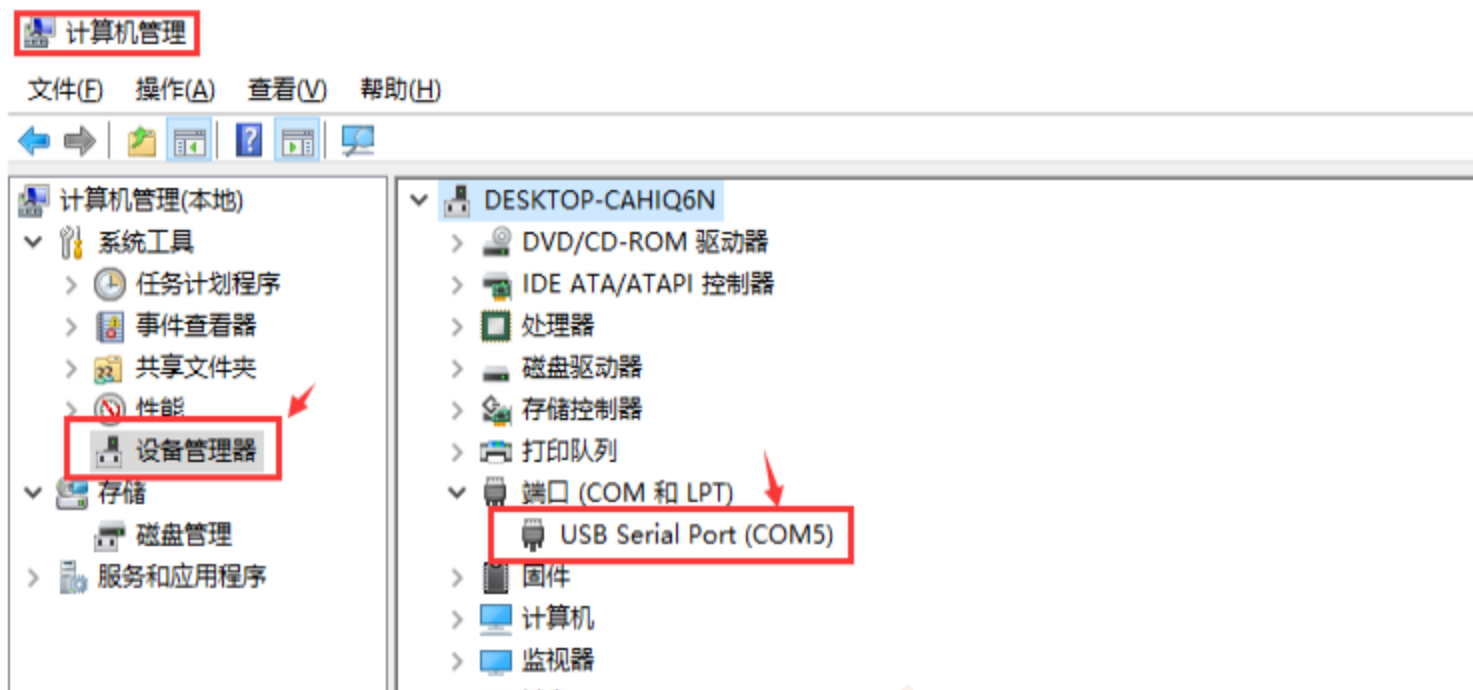 计算机管理
文件(F) 操作(A) 查看(V) 帮助(H)
计算机管理(本地)
系统工具
任务计划程序
事件查看器
共享文件夹
性能
设备管理器
存储
磁盘管理
服务和应用程序
DESKTOP-CAHIQ6N
DVD/CD-ROM 驱动器
IDE ATA/ATAPI 控制器
处理器
磁盘驱动器
存储控制器
打印队列
端口 (COM 和 LPT)
USB Serial Port (COM5)
固件
计算机
监视器